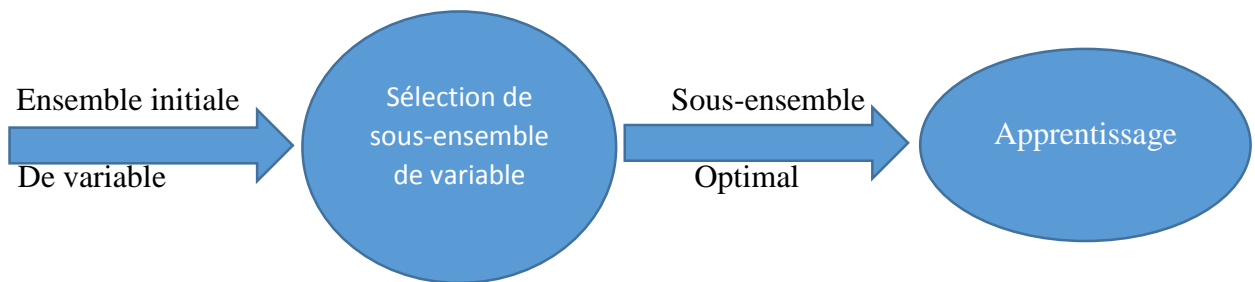 Ensemble initiale
De variable
Sélection de
sous-ensemble
de variable
Sous-ensemble
Optimal
Apprentissage